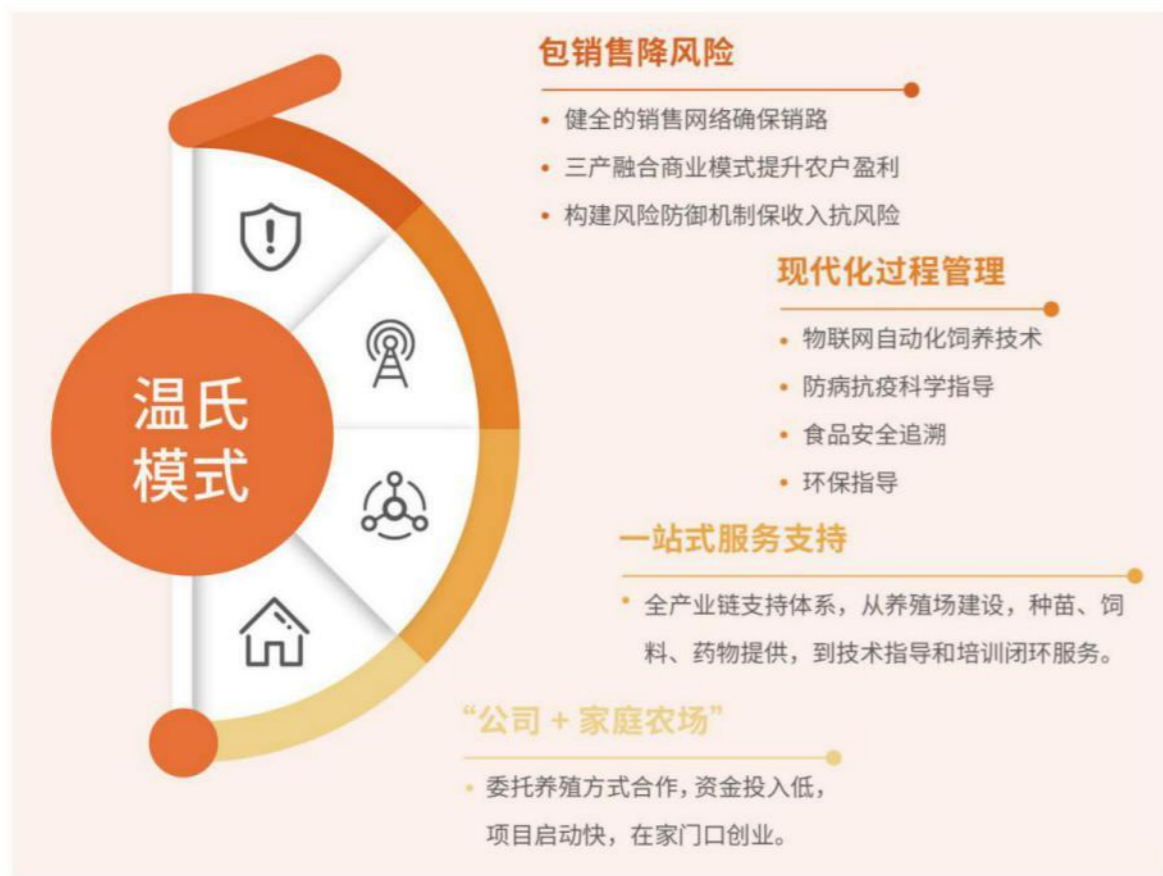 温氏
模式
包销售降风险
• 健全的销售网络确保销路
• 三产融合商业模式提升农户盈利
• 构建风险防御机制保收入抗风险
现代化过程管理
• 物联网自动化饲养技术
• 防病抗疫科学指导
• 食品安全追溯
• 环保指导
一站式服务支持
• 全产业链支持体系，从养殖场建设，种苗、饲
料、药物提供，到技术指导和培训闭环服务。
“公司 + 家庭农场”
• 委托养殖方式合作，资金投入低，
项目启动快，在家门口创业。